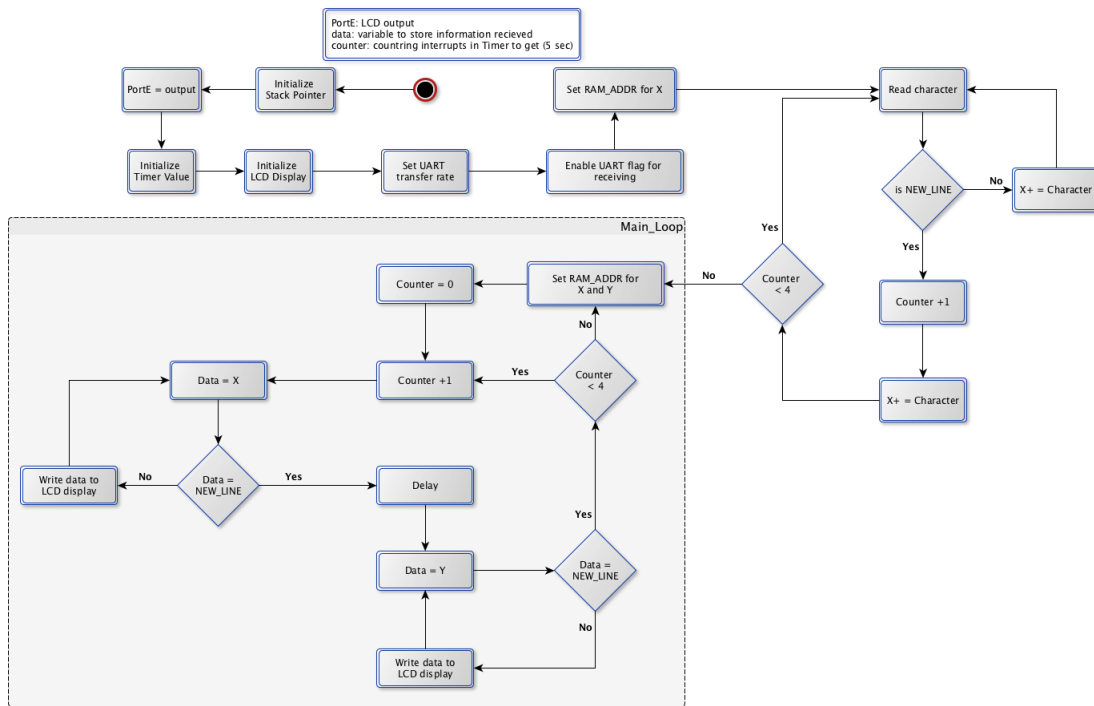 PortE: LCD output
data: variable to store information recieved
counter: countring interrupts in Timer to get (5 sec)
PortE = output
Initialize
Stack Pointer
Set RAM_ADDR for X
Read character
Initialize
Timer Value
Initialize
LCD Display
Set UART
transfer rate
Enable UART flag for
receiving
is NEW_LINE
No
X+ = Character
Yes
Yes
Main_Loop
Counter = 0
Set RAM_ADDR for
X and Y
No
Counter
< 4
Counter +1
No
Data = X
Counter +1
Yes
Counter
< 4
X+ = Character
Write data to
LCD display
No
Data =
NEW_LINE
Yes
Delay
Yes
Data = Y
Data =
NEW_LINE
No
Write data to
LCD display